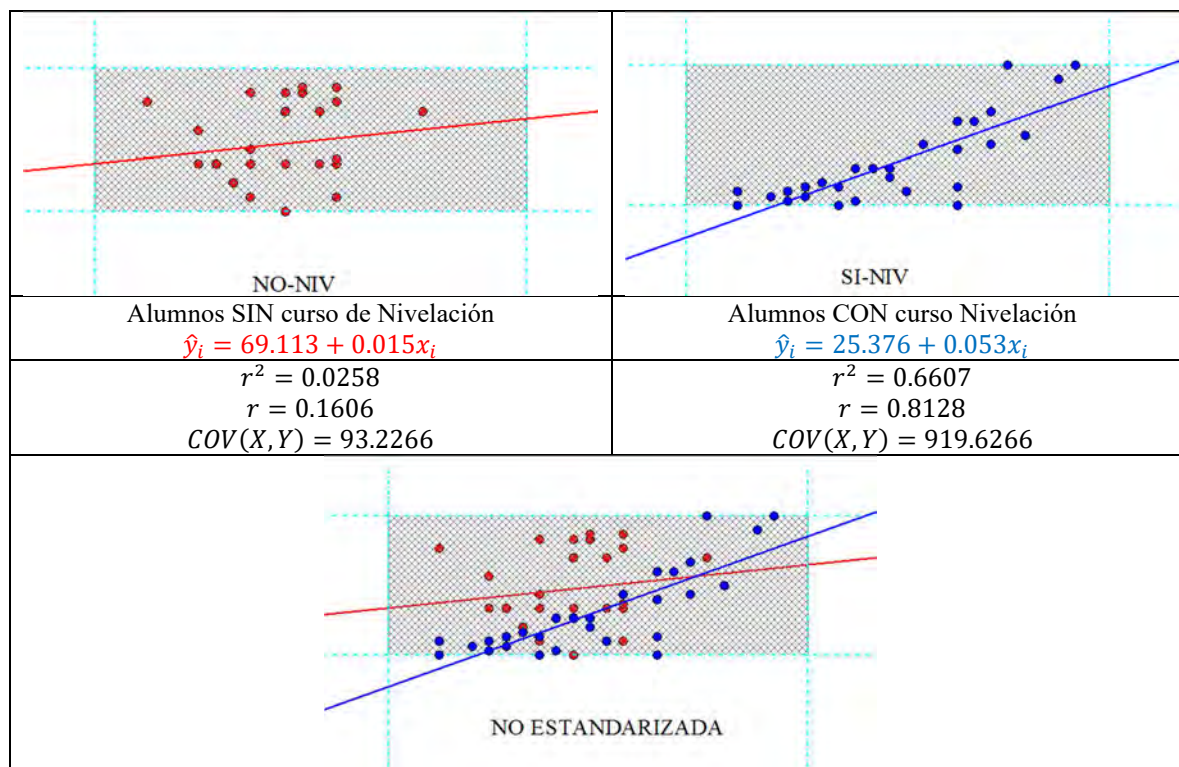 NO-NIV
SI-NIV
Alumnos SIN curso de Nivelación
ŷᵢ = 69.113 + 0.015xᵢ
Alumnos CON curso Nivelación
ŷᵢ = 25.376 + 0.053xᵢ
r² = 0.0258
r = 0.1606
COV(X, Y) = 93.2266
r² = 0.6607
r = 0.8128
COV(X, Y) = 919.6266
NO ESTANDARIZADA